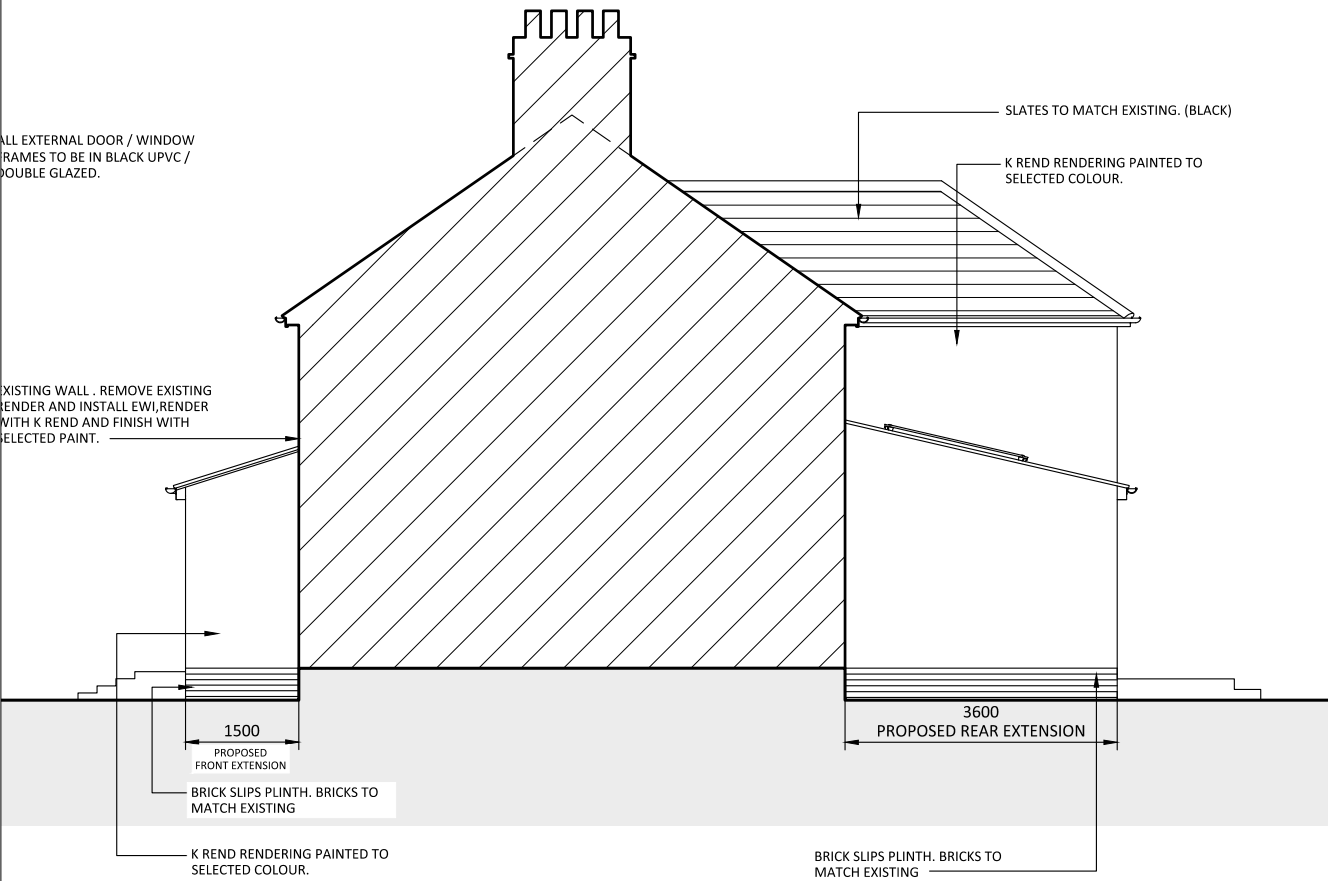 SLATES TO MATCH EXISTING. (BLACK)
ALL EXTERNAL DOOR / WINDOW
FRAMES TO BE IN BLACK UPVC /
DOUBLE GLAZED.
K REND RENDERING PAINTED TO
SELECTED COLOUR.
EXISTING WALL . REMOVE EXISTING
RENDER AND INSTALL EWI,RENDER
WITH K REND AND FINISH WITH
SELECTED PAINT.
1500
PROPOSED
FRONT EXTENSION
3600
PROPOSED REAR EXTENSION
BRICK SLIPS PLINTH. BRICKS TO
MATCH EXISTING
K REND RENDERING PAINTED TO
SELECTED COLOUR.
BRICK SLIPS PLINTH. BRICKS TO
MATCH EXISTING